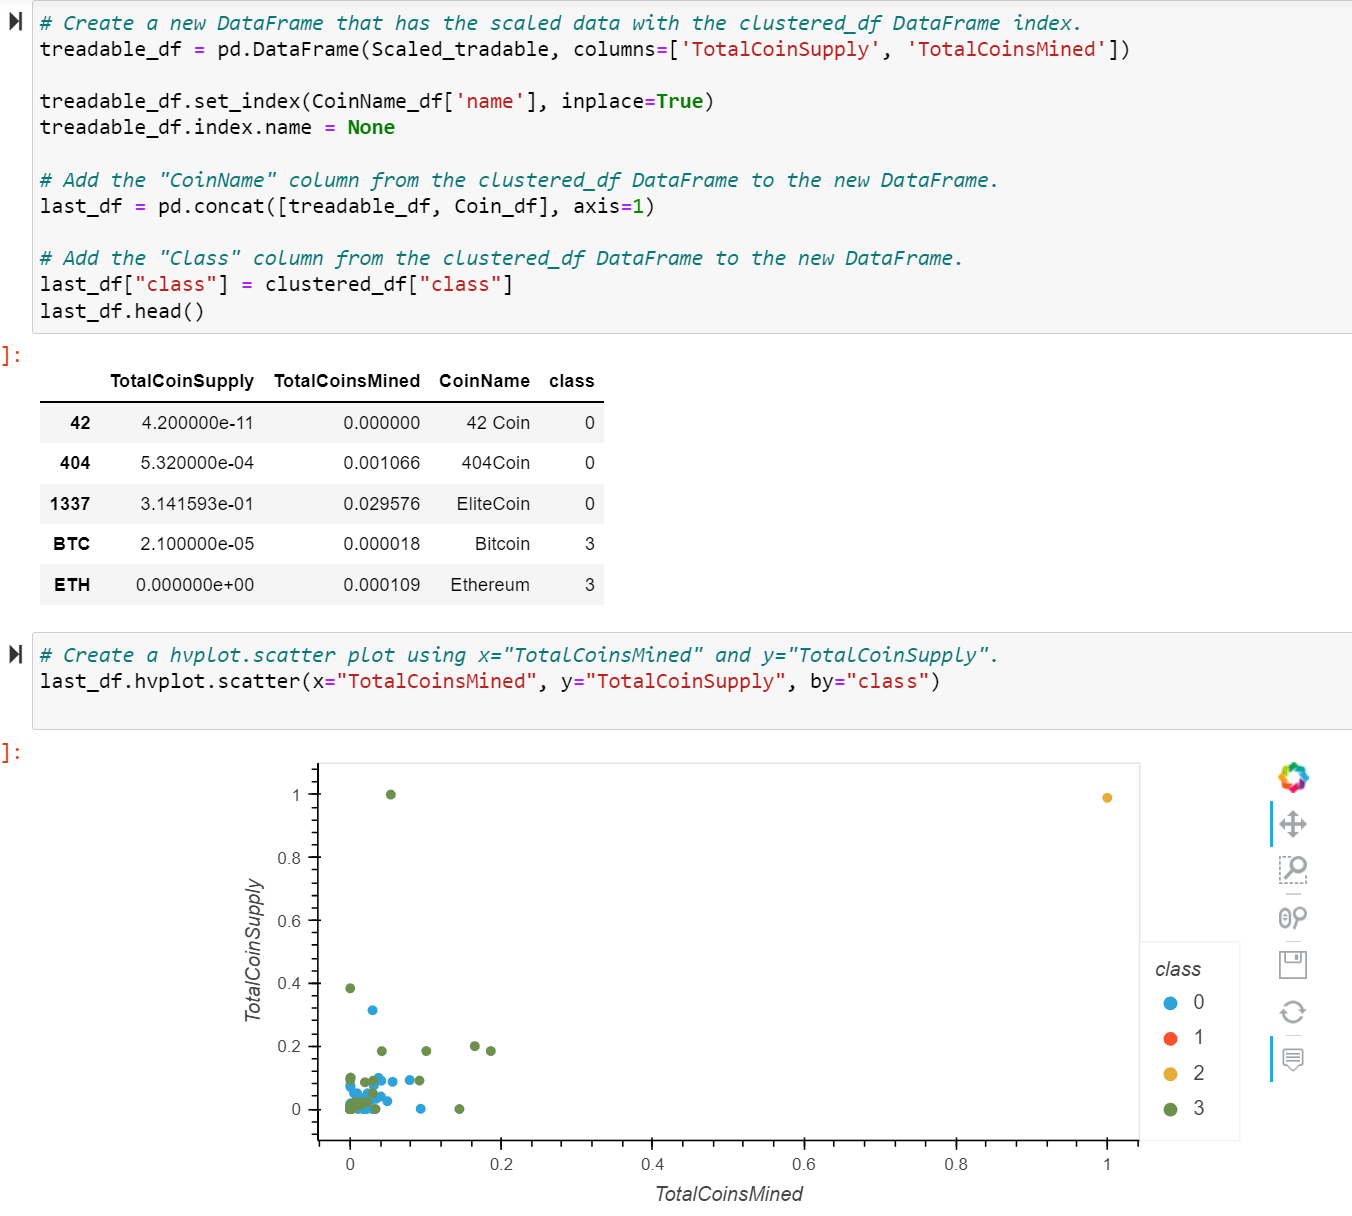 # Create a new DataFrame that has the scaled data with the clustered_df DataFrame index.
treadable_df = pd.DataFrame(Scaled_tradable, columns=['TotalCoinSupply', 'TotalCoinsMined'])
treadable_df.set_index(CoinName_df['name'], inplace=True)
treadable_df.index.name = None
# Add the "CoinName" column from the clustered_df DataFrame to the new DataFrame.
last_df = pd.concat([treadable_df, Coin_df], axis=1)
# Add the "Class" column from the clustered_df DataFrame to the new DataFrame.
last_df["class"] = clustered_df["class"]
last_df.head()
]:
TotalCoinSupply TotalCoinsMined CoinName class
42 4.200000e-11 0.000000 42 Coin 0
404 5.320000e-04 0.001066 404Coin 0
1337 3.141593e-01 0.029576 EliteCoin 0
BTC 2.100000e-05 0.000018 Bitcoin 3
ETH 0.000000e+00 0.000109 Ethereum 3
# Create a hvplot.scatter plot using x="TotalCoinsMined" and y="TotalCoinSupply".
last_df.hvplot.scatter(x="TotalCoinsMined", y="TotalCoinSupply", by="class")
]:
TotalCoinSupply
1
0.8
0.6
0.4
0.2
0
0 0.2 0.4 0.6 0.8 1
TotalCoinsMined
class
0
1
2
3